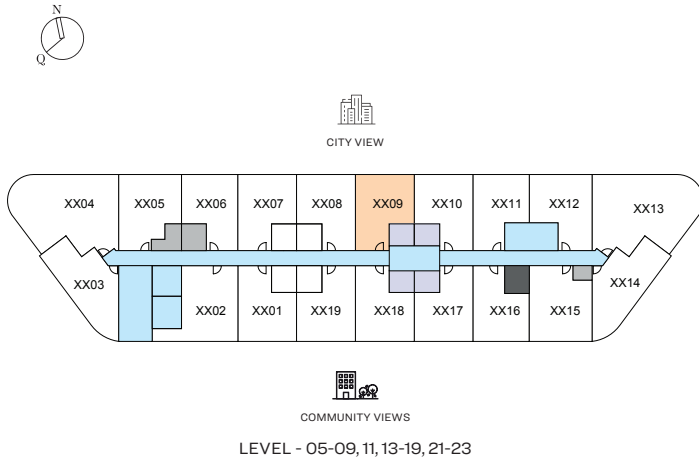 N
Q
CITY VIEW
XX04 XX05 XX06 XX07 XX08 XX09 XX10 XX11 XX12 XX13
XX03 XX14
XX02 XX01 XX19 XX18 XX17 XX16 XX15
COMMUNITY VIEWS
LEVEL - 05-09, 11, 13-19, 21-23